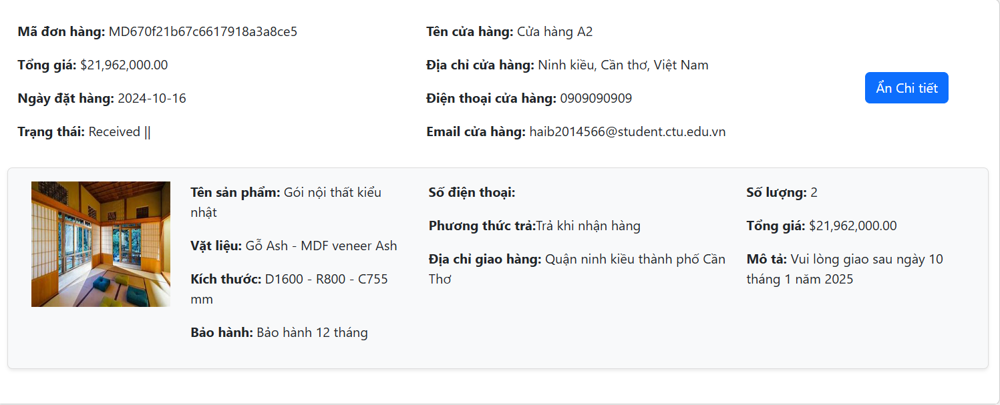 Mã đơn hàng: MD670f21b67c6617918a3a8ce5
Tổng giá: $21,962,000.00
Ngày đặt hàng: 2024-10-16
Trạng thái: Received ||
Tên cửa hàng: Cửa hàng A2
Địa chỉ cửa hàng: Ninh kiều, Cần thơ, Việt Nam
Điện thoại cửa hàng: 0909090909
Email cửa hàng: haib2014566@student.ctu.edu.vn
Ẩn Chi tiết
Tên sản phẩm: Gói nội thất kiểu
nhật
Vật liệu: Gỗ Ash - MDF veneer Ash
Kích thước: D1600 - R800 - C755
mm
Bảo hành: Bảo hành 12 tháng
Số điện thoại:
Phương thức trả:Trả khi nhận hàng
Địa chỉ giao hàng: Quận ninh kiều thành phố Cần
Thơ
Số lượng: 2
Tổng giá: $21,962,000.00
Mô tả: Vui lòng giao sau ngày 10
tháng 1 năm 2025